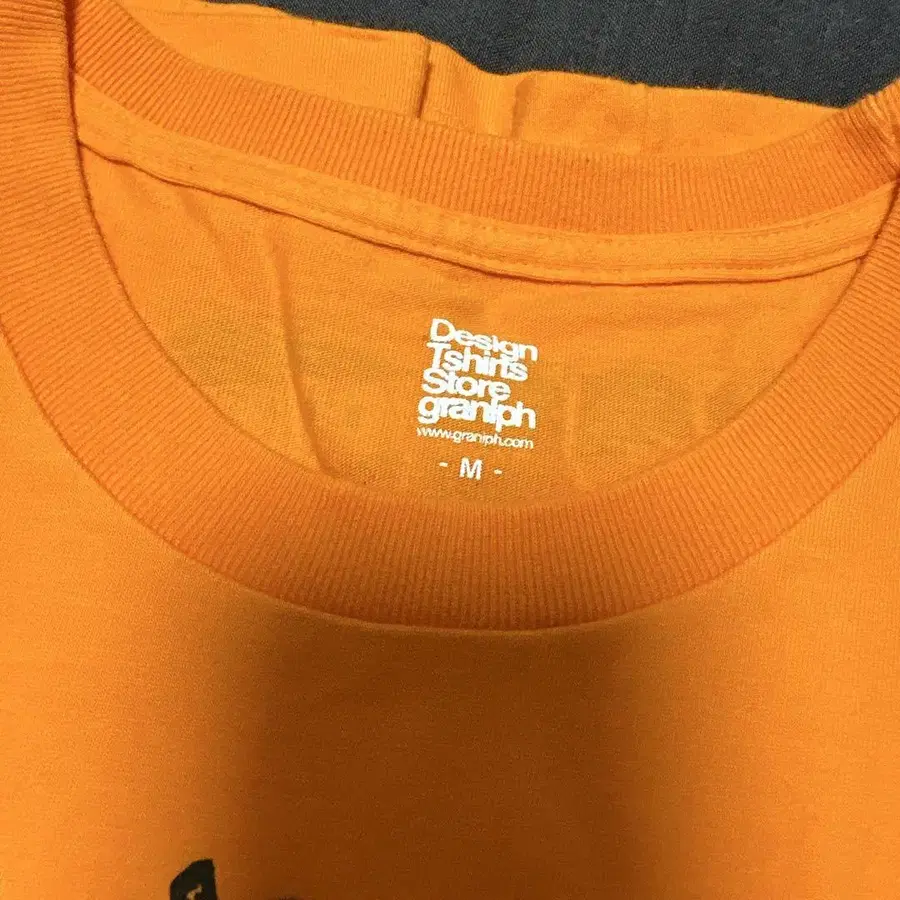 Design
Tshirts
Store
graniph
www.graniph.com
- M -